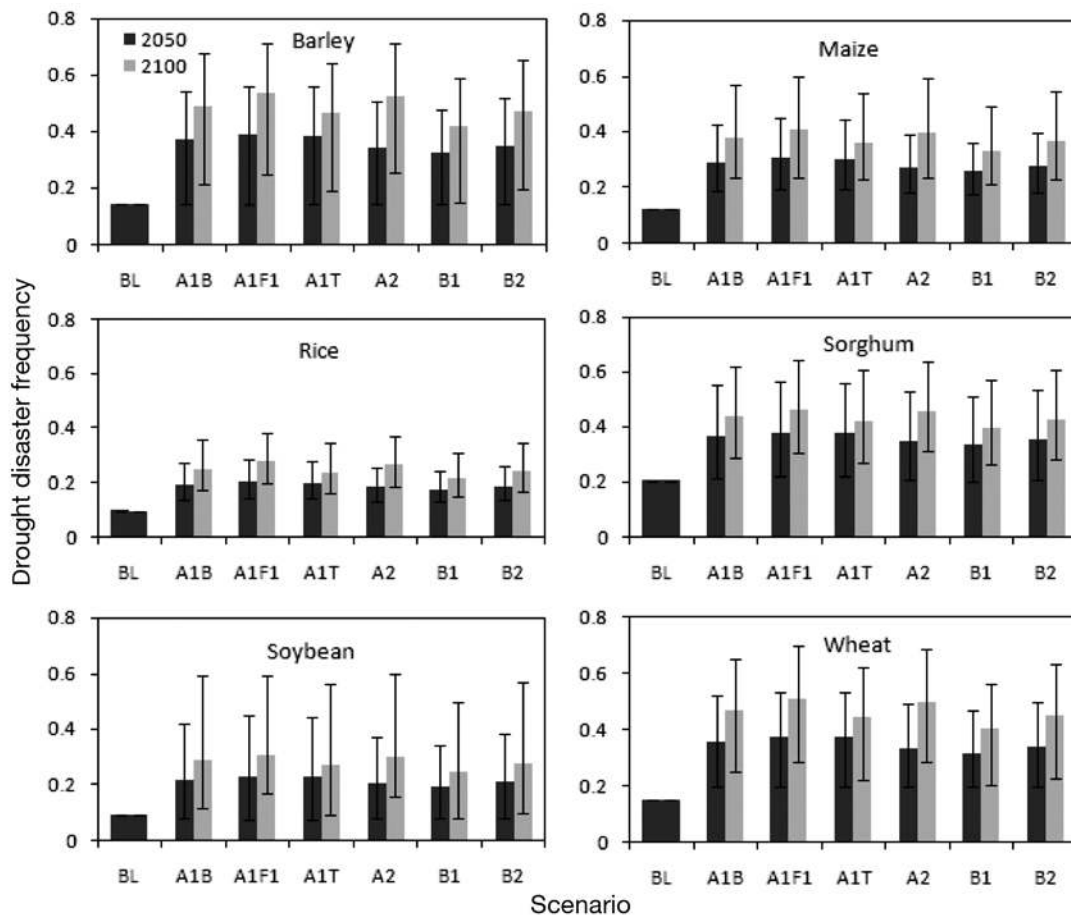 Drought disaster frequency
0.8
0.6
0.4
0.2
0
2050
2100
Barley
BL A1B A1F1 A1T A2 B1 B2
0.8
0.6
0.4
0.2
0
Maize
BL A1B A1F1 A1T A2 B1 B2
0.8
0.6
0.4
0.2
0
Rice
BL A1B A1F1 A1T A2 B1 B2
0.8
0.6
0.4
0.2
0
Sorghum
BL A1B A1F1 A1T A2 B1 B2
0.8
0.6
0.4
0.2
0
Soybean
BL A1B A1F1 A1T A2 B1 B2
0.8
0.6
0.4
0.2
0
Wheat
BL A1B A1F1 A1T A2 B1 B2
Scenario